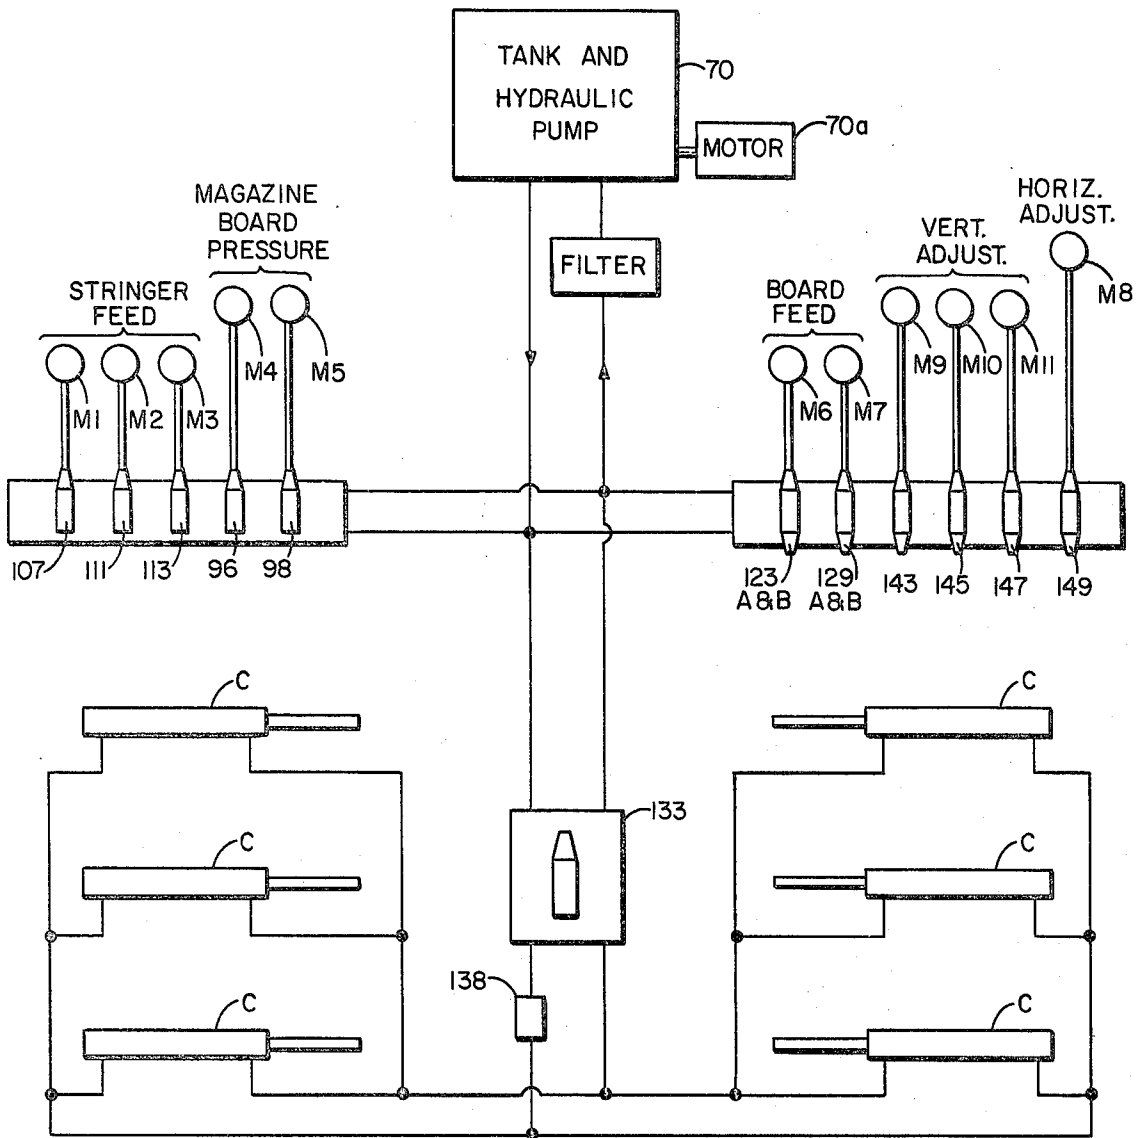 TANK AND
HYDRAULIC
PUMP
70
70a
MOTOR
FILTER
MAGAZINE
BOARD
PRESSURE
STRINGER
FEED
M1
M2
M3
M4
M5
HORIZ.
ADJUST.
VERT.
ADJUST.
BOARD
FEED
M6
M7
M9
M10
M11
M8
107
111
113
96
98
123
A&B
129
A&B
143
145
147
149
C
C
133
C
C
138
C
C